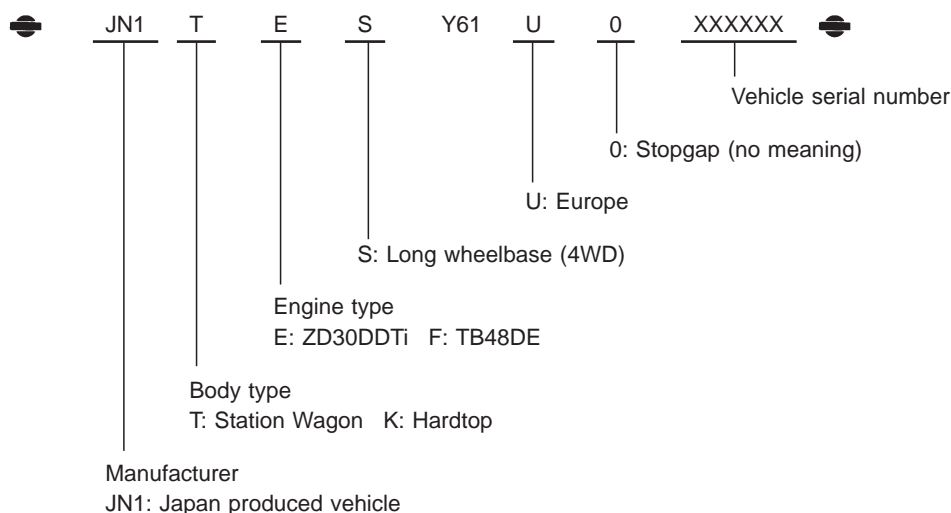 JN1 T E S Y61 U 0 XXXXXX
Vehicle serial number
0: Stopgap (no meaning)
U: Europe
S: Long wheelbase (4WD)
Engine type
E: ZD30DDTi F: TB48DE
Body type
T: Station Wagon K: Hardtop
Manufacturer
JN1: Japan produced vehicle